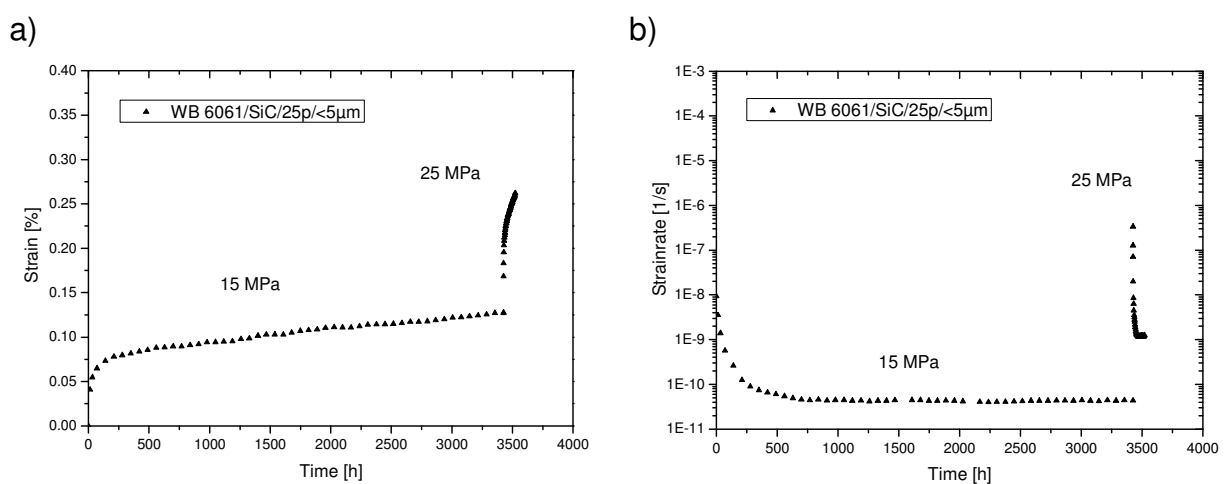 a)
0.40
0.35
0.30
0.25
0.20
0.15
0.10
0.05
0.00
Strain [%]
WB 6061/SiC/25p/<5µm
25 MPa
15 MPa
0 500 1000 1500 2000 2500 3000 3500 4000
Time [h]
b)
1E-3
1E-4
1E-5
1E-6
1E-7
1E-8
1E-9
1E-10
1E-11
Strainrate [1/s]
WB 6061/SiC/25p/<5µm
25 MPa
15 MPa
0 500 1000 1500 2000 2500 3000 3500 4000
Time [h]